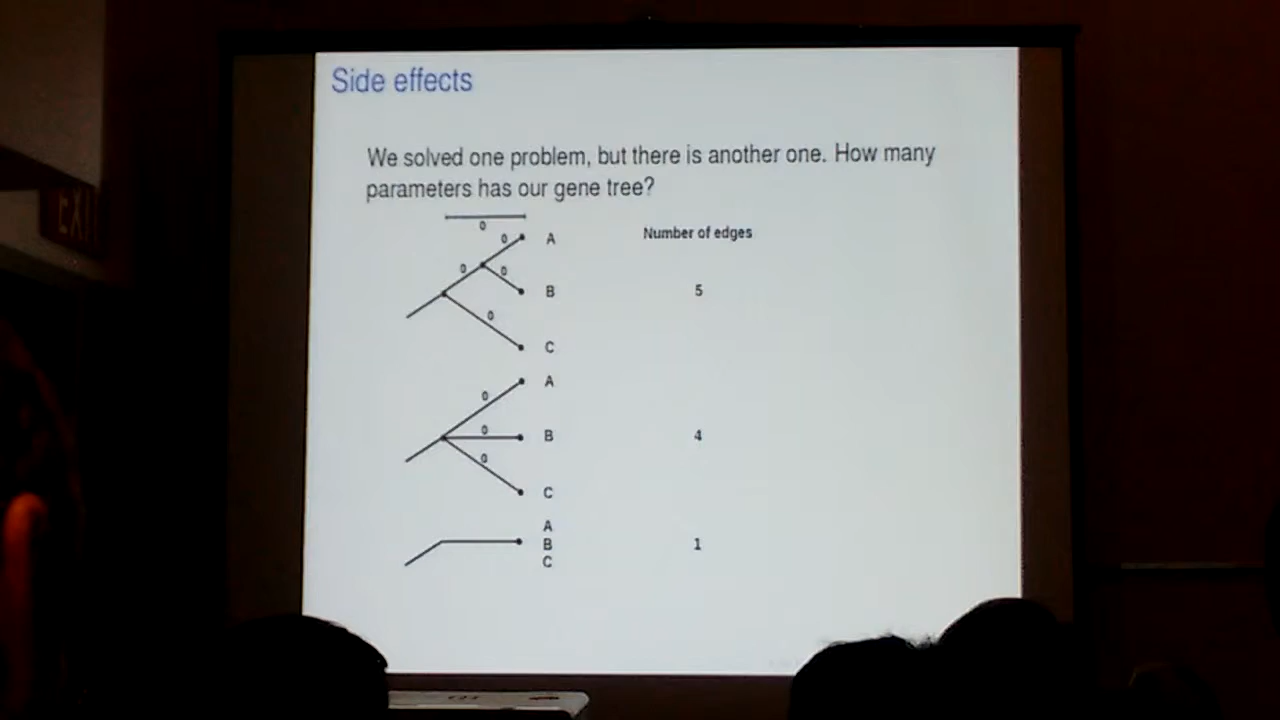 Side effects
We solved one problem, but there is another one. How many
parameters has our gene tree?
0
0 A
Number of edges
0 0
B 5
0
C
A
0
0 B 4
0
C
A
B 1
C